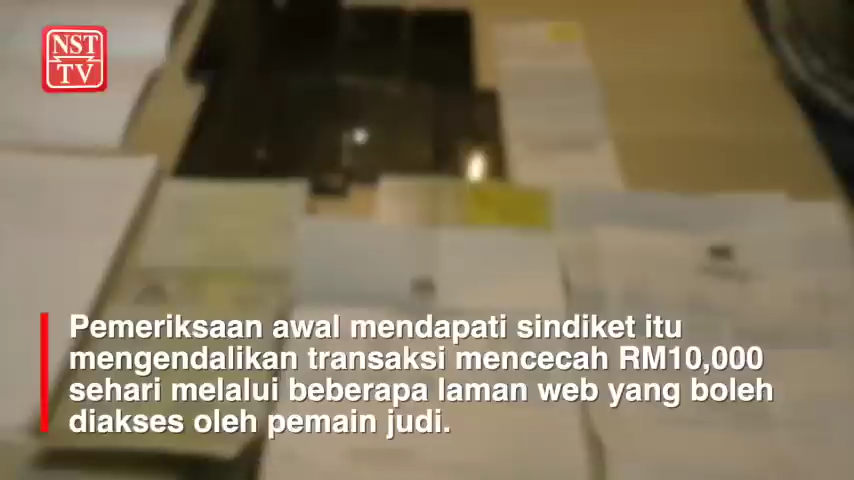 NST
TV
Pemeriksaan awal mendapati sindiket itu
mengendalikan transaksi mencecah RM10,000
sehari melalui beberapa laman web yang boleh
diakses oleh pemain judi.